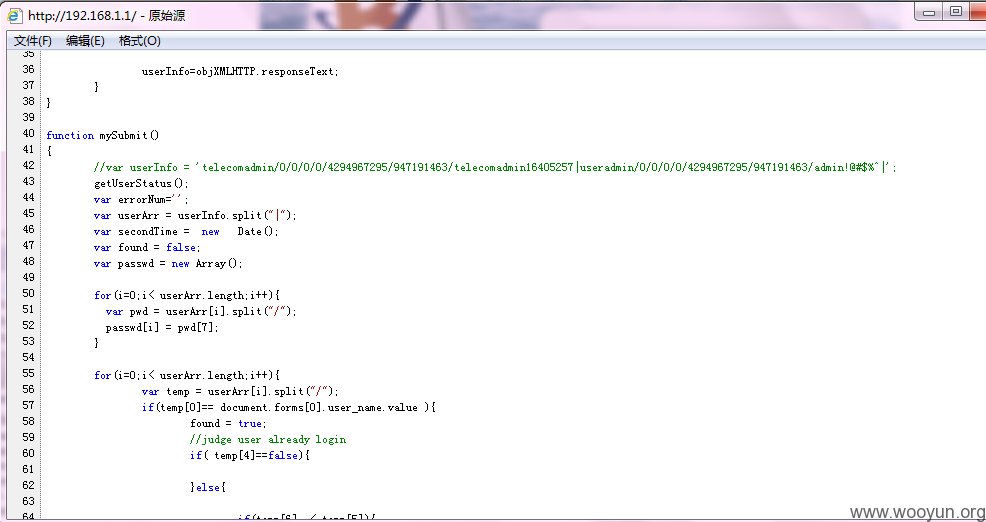 http://192.168.1.1/ - 原始源
文件(F) 编辑(E) 格式(O)
35
36 userInfo=objXMLHTTP.responseText;
37 }
38 }
39
40 function mySubmit()
41 {
42 //var userInfo = 'telecomadmin/0/0/0/0/4294967295/947191463/telecomadmin16405257|useradmin/0/0/0/0/4294967295/947191463/admin!@#$%^|';
43 getUserStatus();
44 var errorNum='';
45 var userArr = userInfo.split("|");
46 var secondTime = new Date();
47 var found = false;
48 var passwd = new Array();
49
50 for(i=0;i< userArr.length;i++){
51 var pwd = userArr[i].split("/");
52 passwd[i] = pwd[7];
53 }
54
55 for(i=0;i< userArr.length;i++){
56 var temp = userArr[i].split("/");
57 if(temp[0]== document.forms[0].user_name.value ){
58 found = true;
59 //judge user already login
60 if( temp[4]==false){
61
62 }else{
63
64 if(temp[6] < temp[5]){
www.wooyun.org